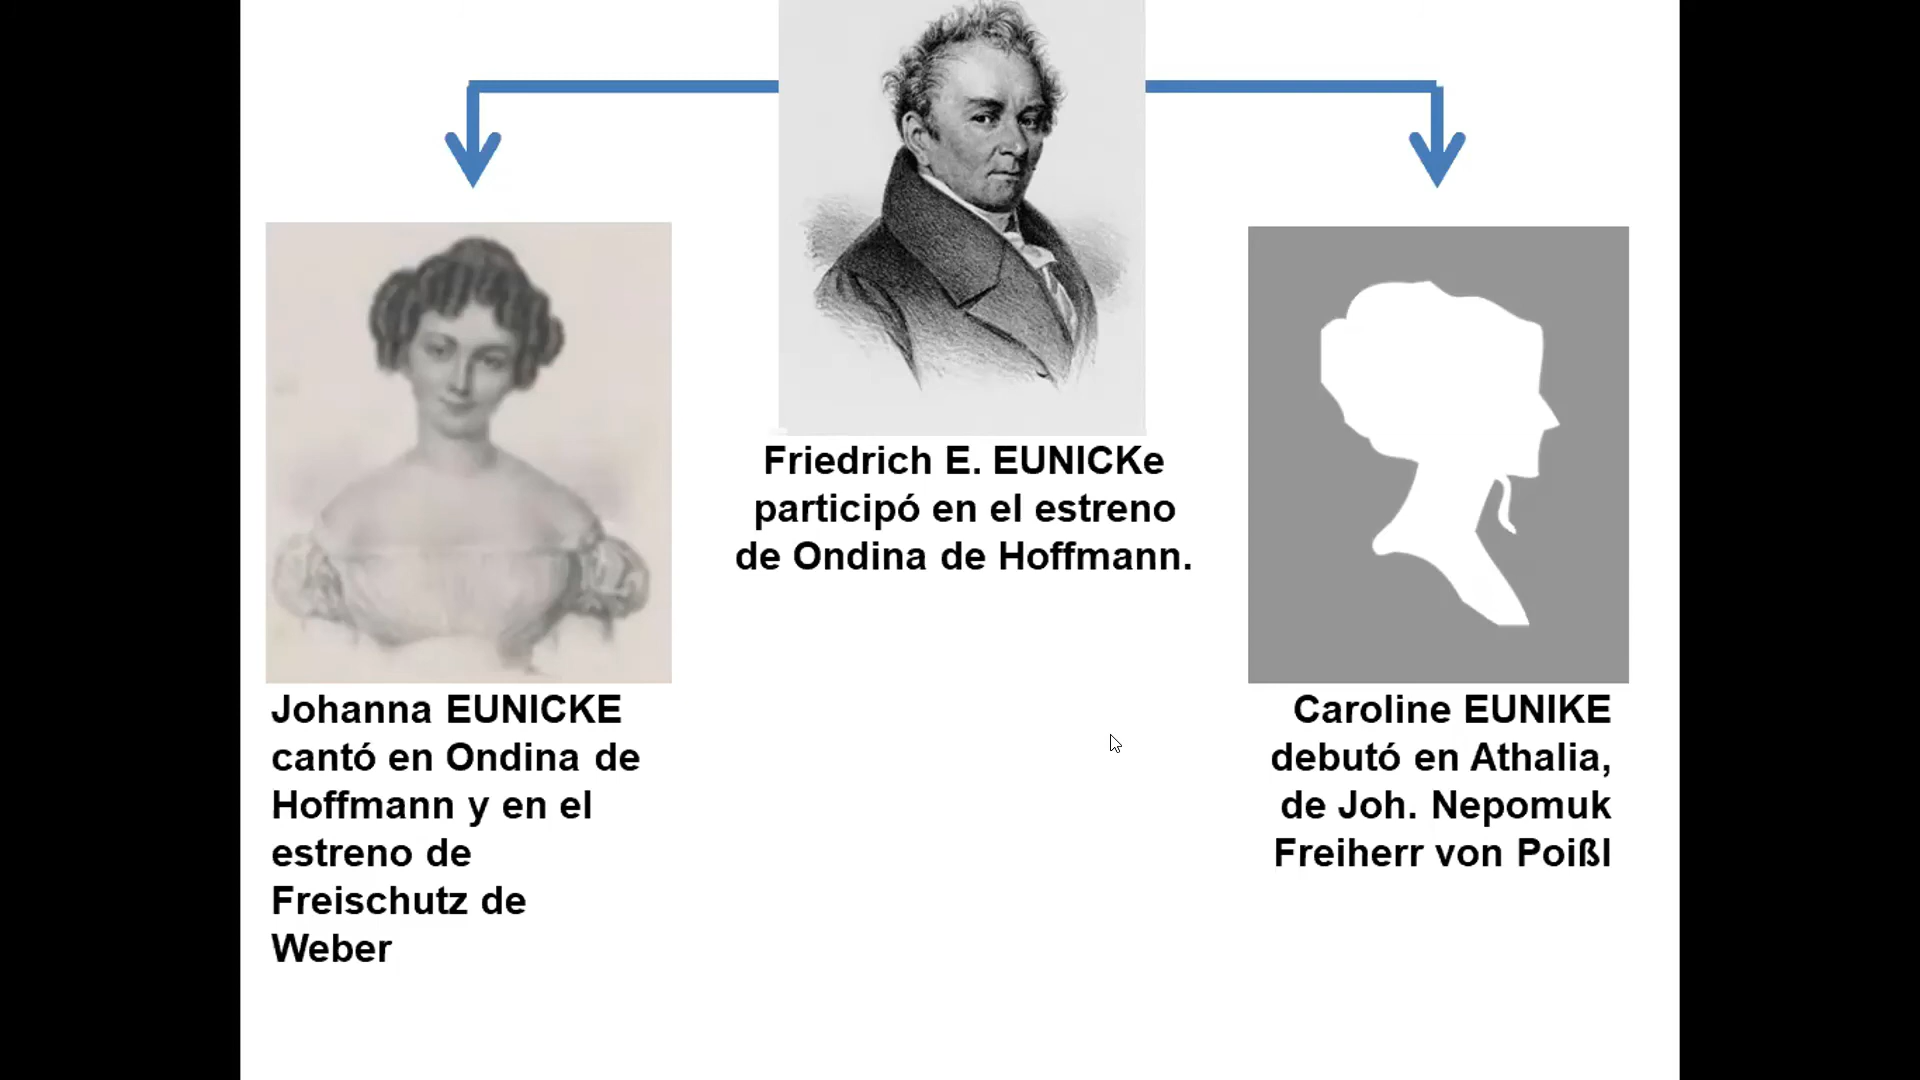 Friedrich E. EUNICKe
participó en el estreno
de Ondina de Hoffmann.
Johanna EUNICKE
cantó en Ondina de
Hoffmann y en el
estreno de
Freischutz de
Weber
Caroline EUNIKE
debutó en Athalia,
de Joh. Nepomuk
Freiherr von Poißl